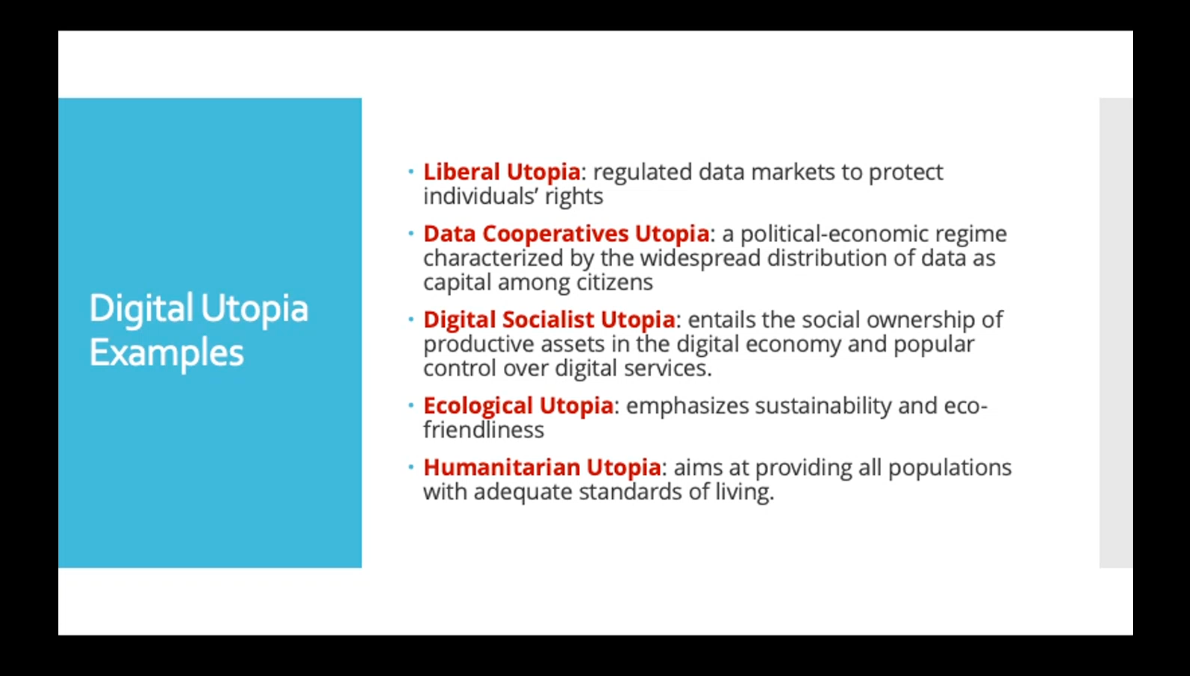 Digital Utopia
Examples
• Liberal Utopia: regulated data markets to protect
individuals’ rights
• Data Cooperatives Utopia: a political-economic regime
characterized by the widespread distribution of data as
capital among citizens
• Digital Socialist Utopia: entails the social ownership of
productive assets in the digital economy and popular
control over digital services.
• Ecological Utopia: emphasizes sustainability and eco-
friendliness
• Humanitarian Utopia: aims at providing all populations
with adequate standards of living.